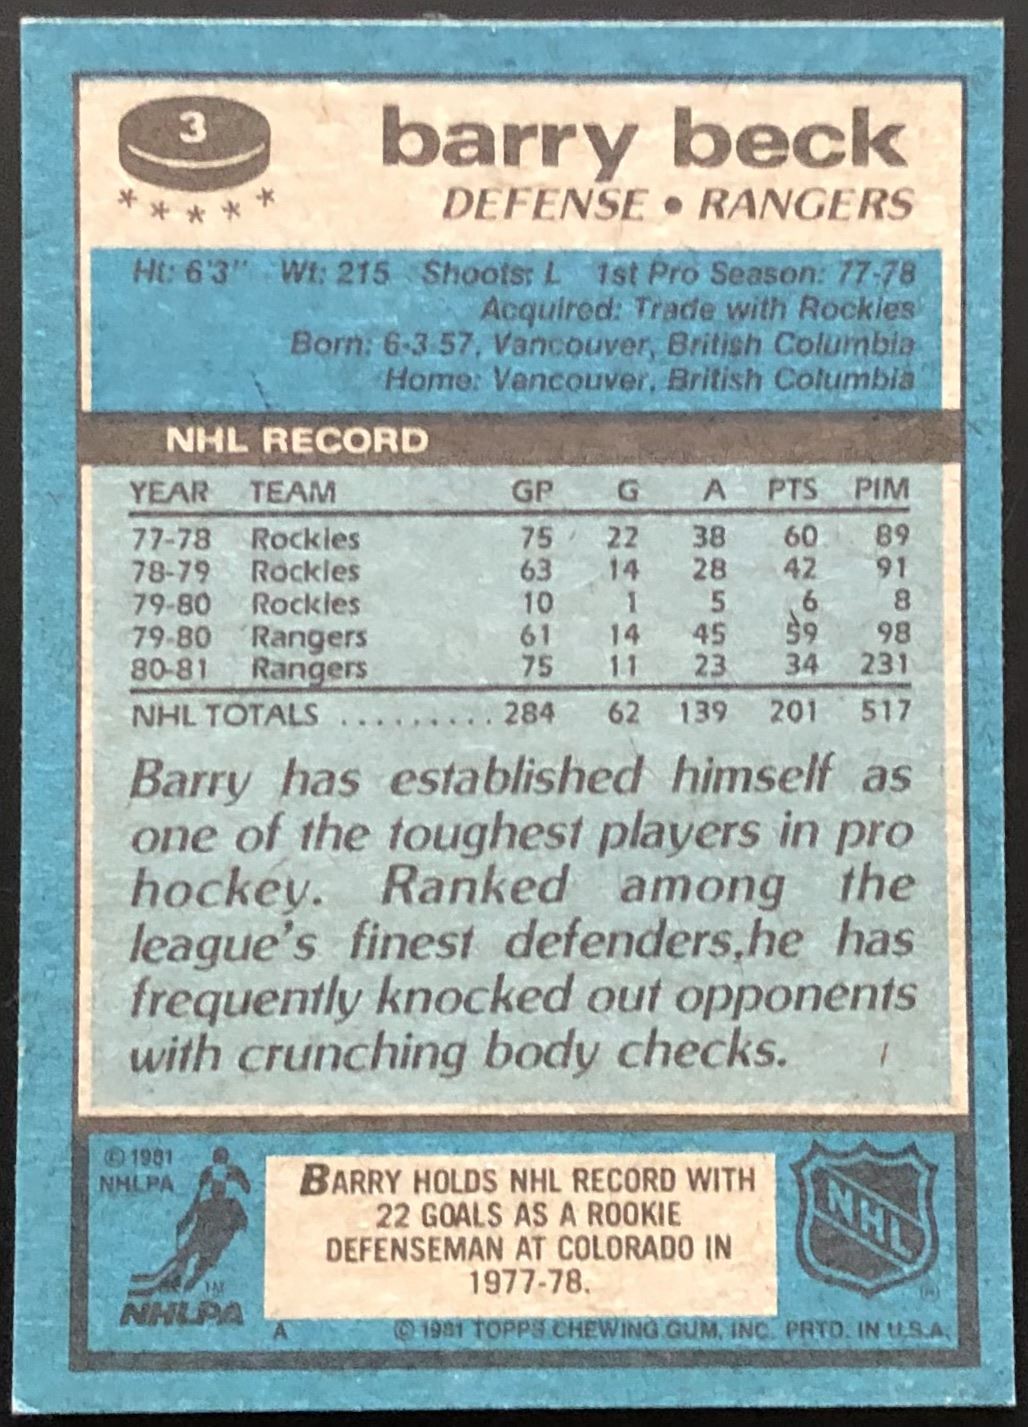 3
barry beck
* * * * *
DEFENSE • RANGERS
Ht: 6'3" Wt: 215 Shoots: L 1st Pro Season: 77-78
Acquired: Trade with Rockies
Born: 6-3-57, Vancouver, British Columbia
Home: Vancouver, British Columbia
NHL RECORD
YEAR TEAM GP G A PTS PIM
77-78 Rockies 75 22 38 60 89
78-79 Rockies 63 14 28 42 91
79-80 Rockies 10 1 5 6 8
79-80 Rangers 61 14 45 59 98
80-81 Rangers 75 11 23 34 231
NHL TOTALS .......... 284 62 139 201 517
Barry has established himself as
one of the toughest players in pro
hockey. Ranked among the
league's finest defenders,he has
frequently knocked out opponents
with crunching body checks.
© 1981
NHLPA
NHLPA
BARRY HOLDS NHL RECORD WITH
22 GOALS AS A ROOKIE
DEFENSEMAN AT COLORADO IN
1977-78.
NHL
®
A © 1981 TOPPS CHEWING GUM, INC. PRTD. IN U.S.A.